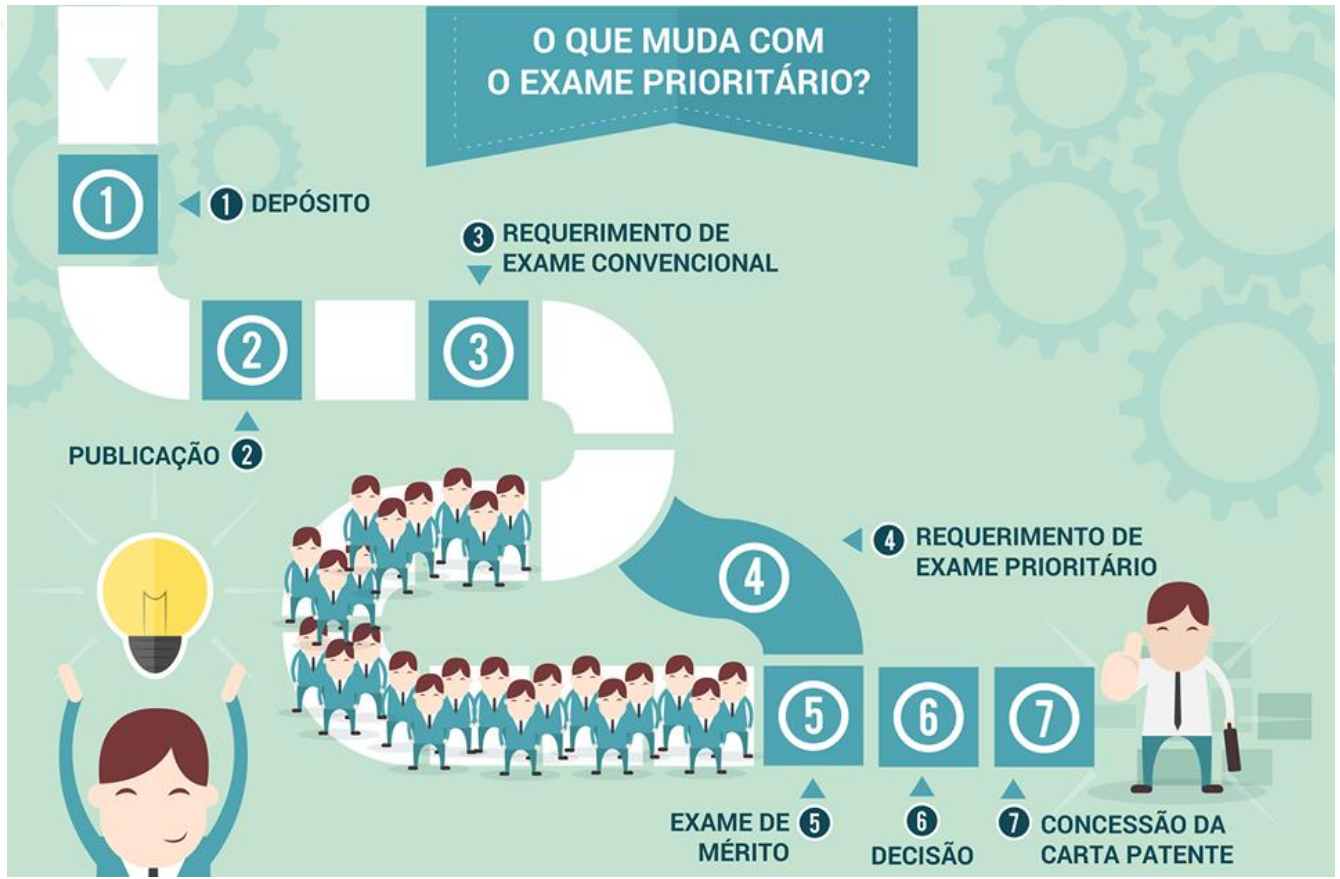 O QUE MUDA COM
O EXAME PRIORITÁRIO?
1
1 DEPÓSITO
3 REQUERIMENTO DE
EXAME CONVENCIONAL
2
3
PUBLICAÇÃO 2
4 REQUERIMENTO DE
EXAME PRIORITÁRIO
4
5
6
7
EXAME DE 5
MÉRITO
6
DECISÃO
7 CONCESSÃO DA
CARTA PATENTE